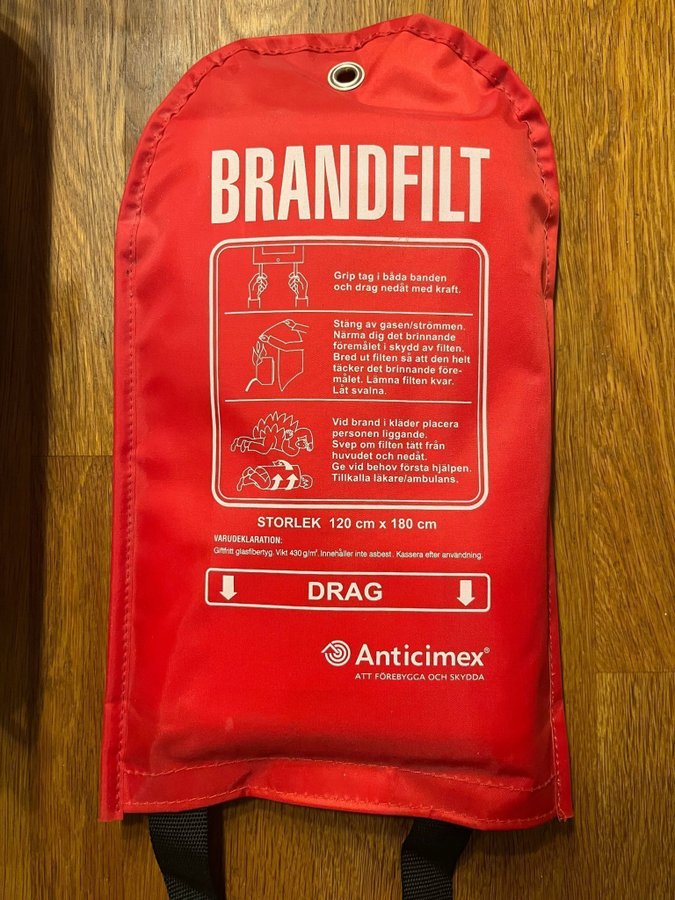 BRANDFILT
Grip tag i båda banden
och drag nedåt med kraft.
Stäng av gasen/strömmen.
Närma dig det brinnande
föremålet i skydd av filten.
Bred ut filten så att den helt
täcker det brinnande före-
målet. Lämna filten kvar.
Låt svalna.
Vid brand i kläder placera
personen liggande.
Svep om filten tätt från
huvudet och nedåt.
Ge vid behov första hjälpen.
Tillkalla läkare/ambulans.
STORLEK 120 cm x 180 cm
VARUDEKLARATION:
Giftfritt glasfibertyg. Vikt 430 g/m². Innehåller inte asbest. Kassera efter användning.
DRAG
Anticimex®
ATT FÖREBYGGA OCH SKYDDA